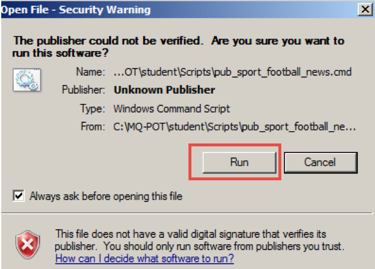 Open File - Security Warning
The publisher could not be verified. Are you sure you want to
run this software?
Name: ...OT\student\Scripts\pub_sport_football_news.cmd
Publisher: Unknown Publisher
Type: Windows Command Script
From: C:\MQ-POT\student\Scripts\pub_sport_football_ne...
Run Cancel
Always ask before opening this file
This file does not have a valid digital signature that verifies its
publisher. You should only run software from publishers you trust.
How can I decide what software to run?